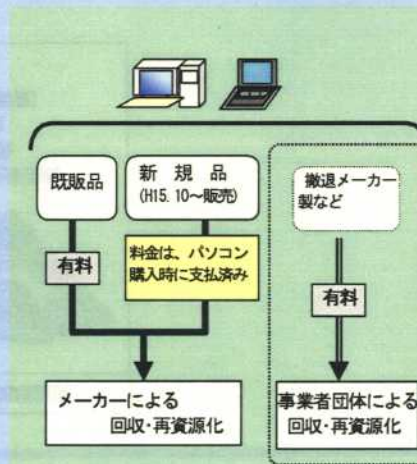 既販品
新規品
(H15.10～販売)
撤退メーカー
製など
有料
料金は、パソコン
購入時に支払済み
有料
メーカーによる
回収・再資源化
事業者団体による
回収・再資源化